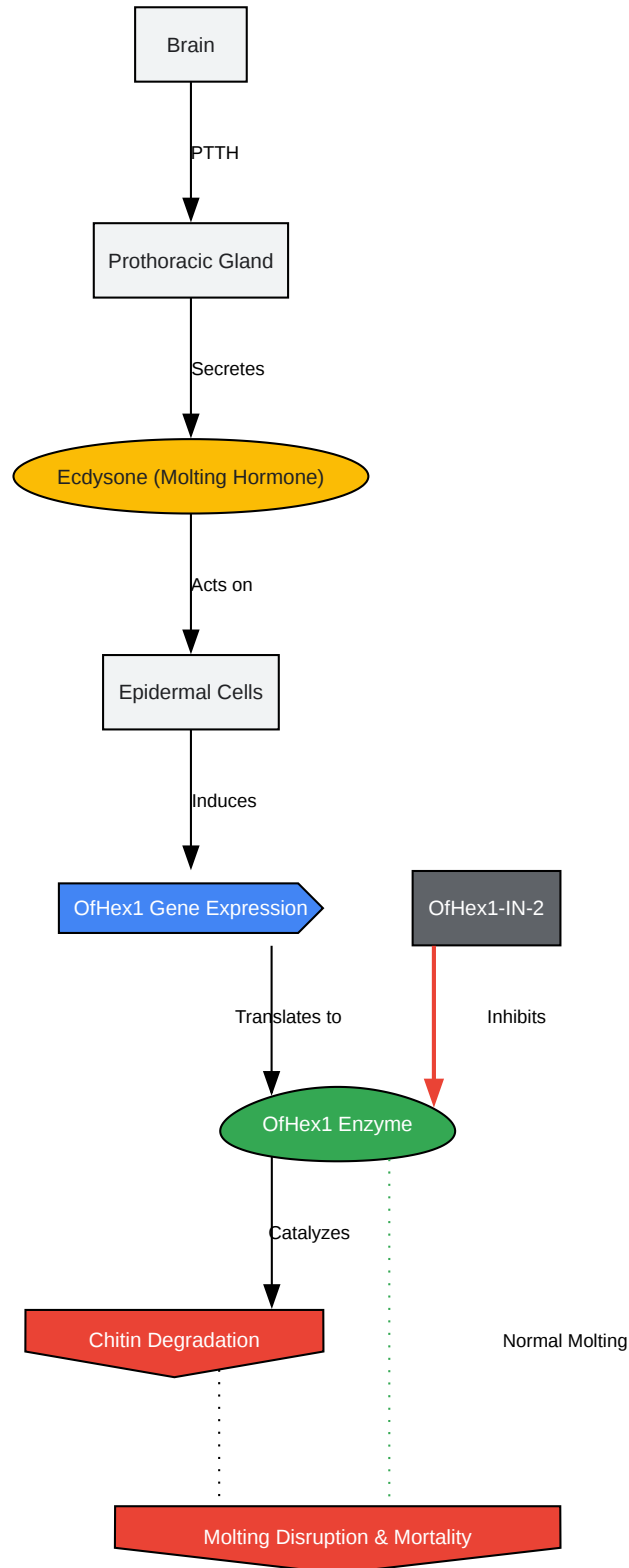 Brain
PTTH
Prothoracic Gland
Secretes
Ecdysone (Molting Hormone)
Acts on
Epidermal Cells
Induces
OfHex1 Gene Expression
OfHex1-IN-2
Translates to
Inhibits
OfHex1 Enzyme
Catalyzes
Chitin Degradation
Normal Molting
Molting Disruption & Mortality